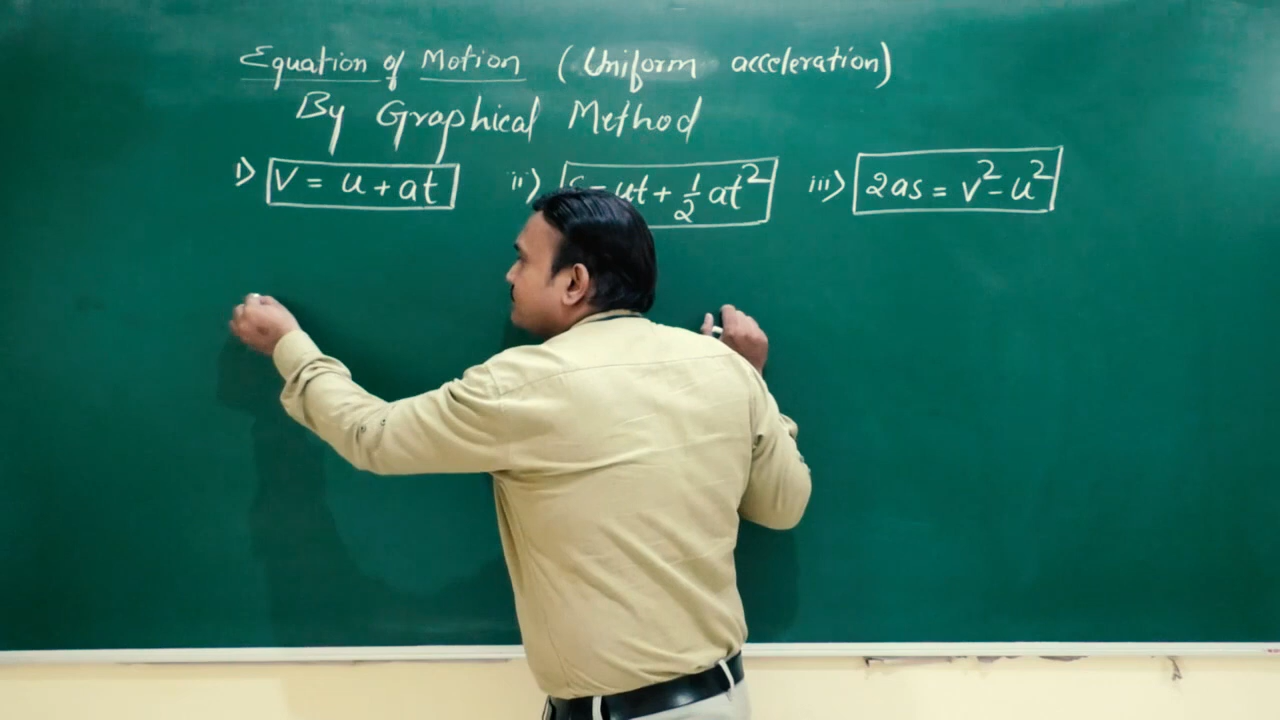 Equation of Motion (Uniform acceleration)
By Graphical Method
i) v = u + at ii) s = ut + 1/2 at² iii) 2as = v² - u²